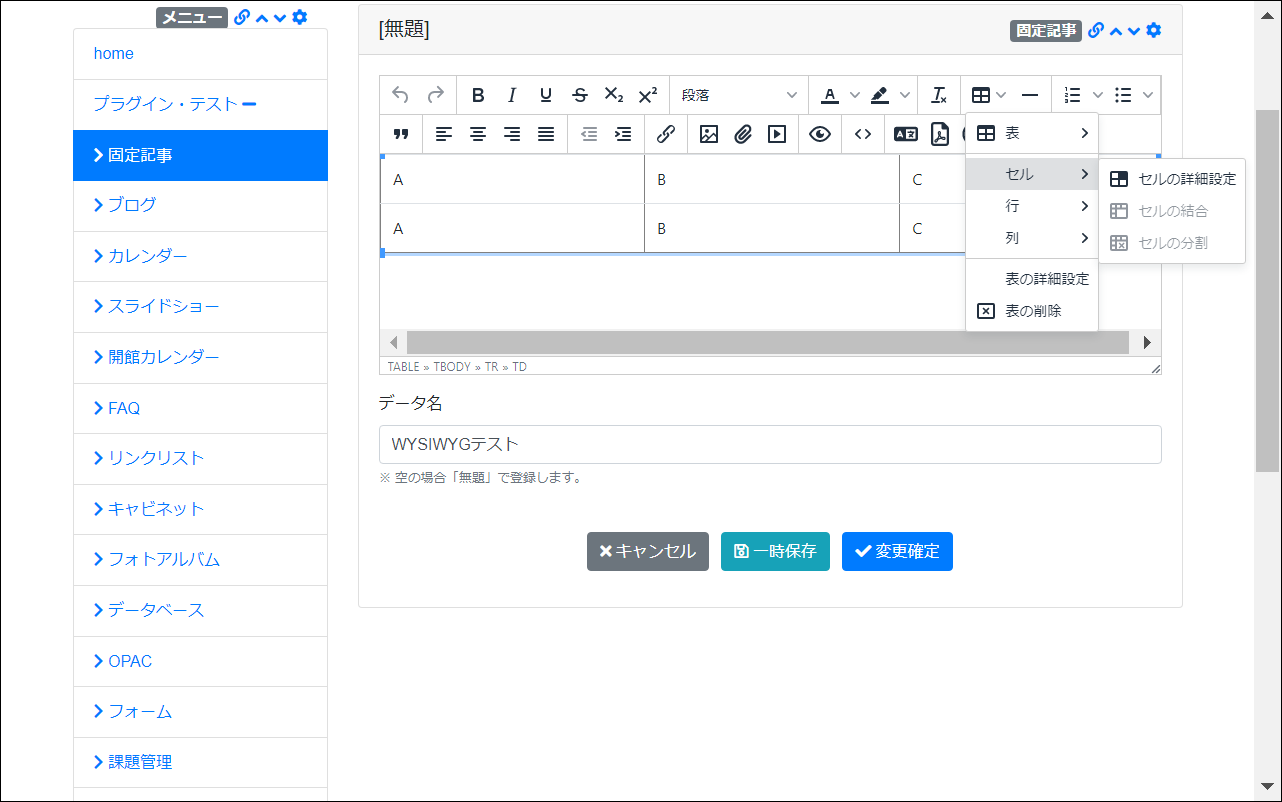 メニュー
home
プラグイン・テスト
固定記事
ブログ
カレンダー
スライドショー
開館カレンダー
FAQ
リンクリスト
キャビネット
フォトアルバム
データベース
OPAC
フォーム
課題管理
[無題]
固定記事
B I U S X₂ X² 段落 A
表
セル
行
列
表の詳細設定
表の削除
セルの詳細設定
セルの結合
セルの分割
A B C
A B C
TABLE » TBODY » TR » TD
データ名
WYSIWYGテスト
※ 空の場合「無題」で登録します。
キャンセル 一時保存 変更確定